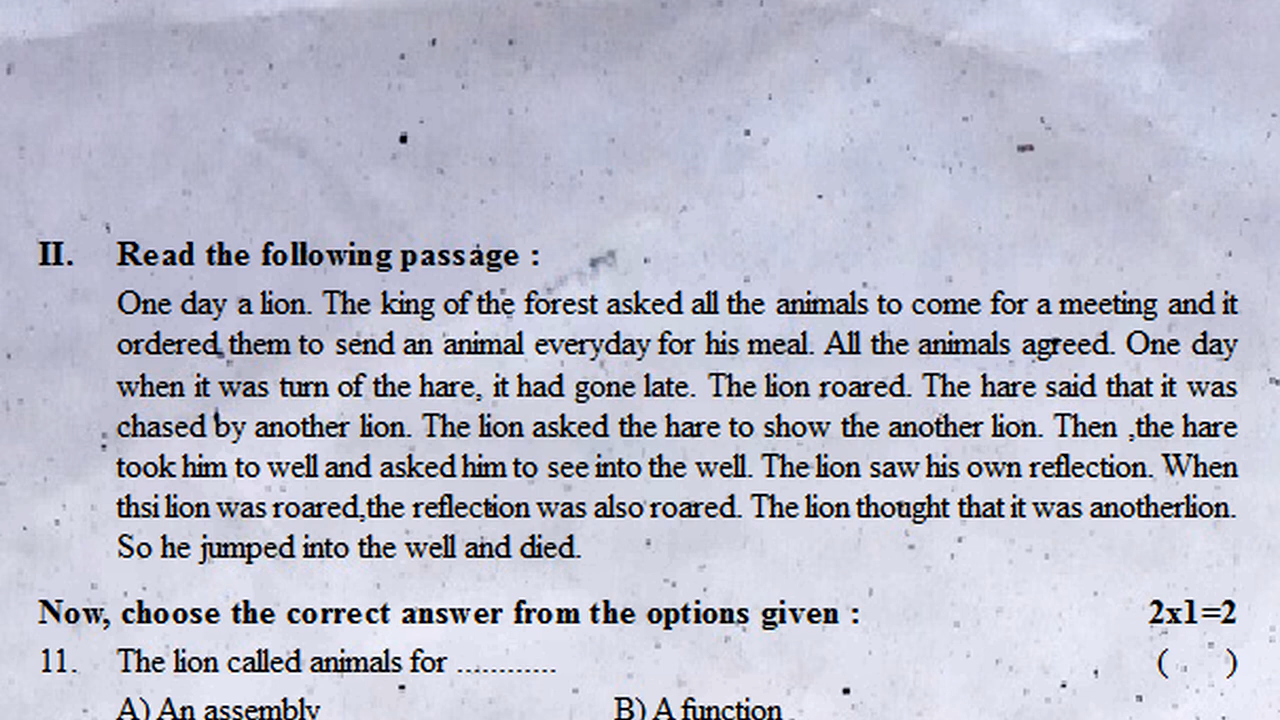 II. Read the following passage :
One day a lion. The king of the forest asked all the animals to come for a meeting and it
ordered them to send an animal everyday for his meal. All the animals agreed. One day
when it was turn of the hare, it had gone late. The lion roared. The hare said that it was
chased by another lion. The lion asked the hare to show the another lion. Then ,the hare
took him to well and asked him to see into the well. The lion saw his own reflection. When
thsi lion was roared,the reflection was also roared. The lion thought that it was anotherlion.
So he jumped into the well and died.
Now, choose the correct answer from the options given : 2x1=2
11. The lion called animals for ............ ( )
A) An assembly B) A function